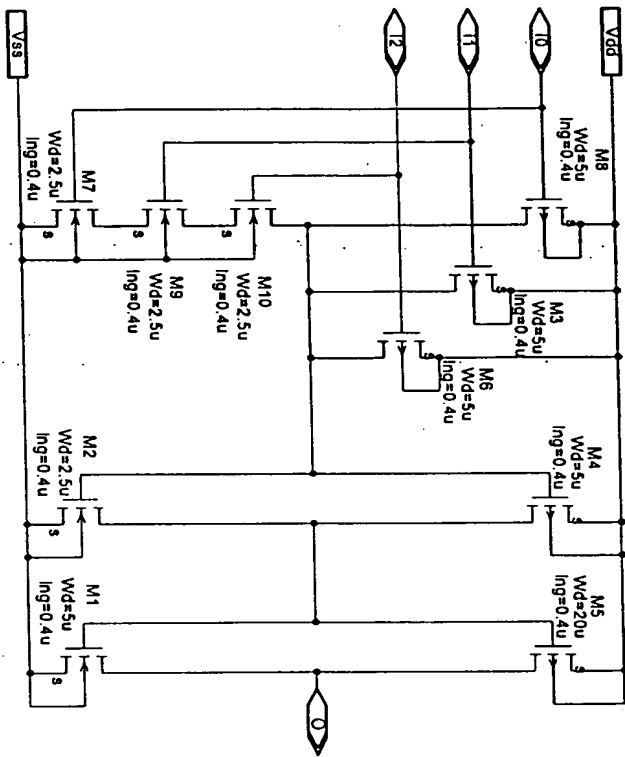 Vdd
I0
I1
I2
Vss
M8
Wd=5u
lng=0.4u
s
M3
Wd=5u
lng=0.4u
s
M6
Wd=5u
lng=0.4u
s
M10
Wd=2.5u
lng=0.4u
s
M9
Wd=2.5u
lng=0.4u
s
M7
Wd=2.5u
lng=0.4u
s
M4
Wd=5u
lng=0.4u
s
M2
Wd=2.5u
lng=0.4u
s
M5
Wd=20u
lng=0.4u
s
M1
Wd=5u
lng=0.4u
s
O